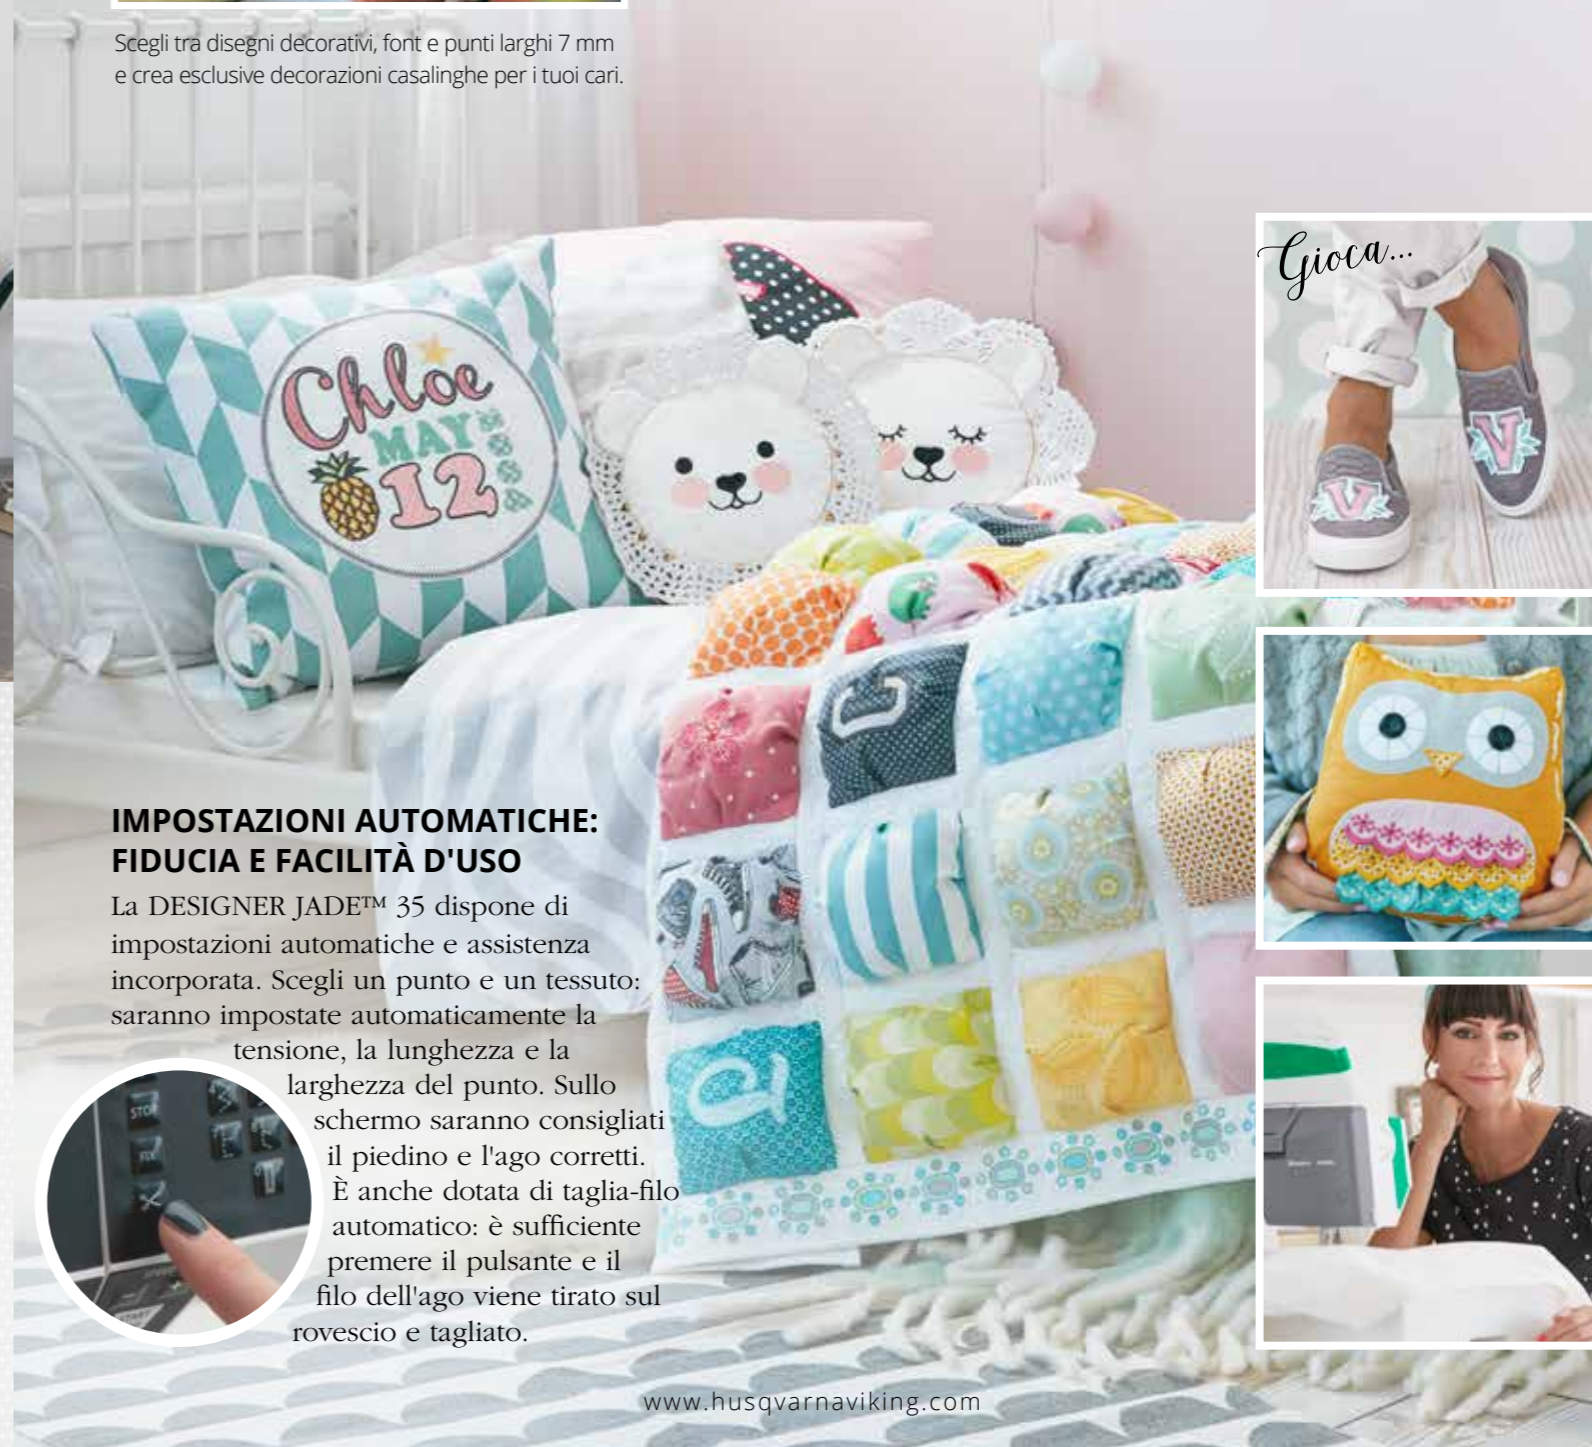 Scegli tra disegni decorativi, font e punti larghi 7 mm
e crea esclusive decorazioni casalinghe per i tuoi cari.
Gioca...
Chloe
MAY
12
V
V
IMPOSTAZIONI AUTOMATICHE:
FIDUCIA E FACILITÀ D'USO
La DESIGNER JADE™ 35 dispone di
impostazioni automatiche e assistenza
incorporata. Scegli un punto e un tessuto:
saranno impostate automaticamente la
tensione, la lunghezza e la
larghezza del punto. Sullo
schermo saranno consigliati
il piedino e l'ago corretti.
È anche dotata di taglia-filo
automatico: è sufficiente
premere il pulsante e il
filo dell'ago viene tirato sul
rovescio e tagliato.
STOP
FIX
www.husqvarnaviking.com